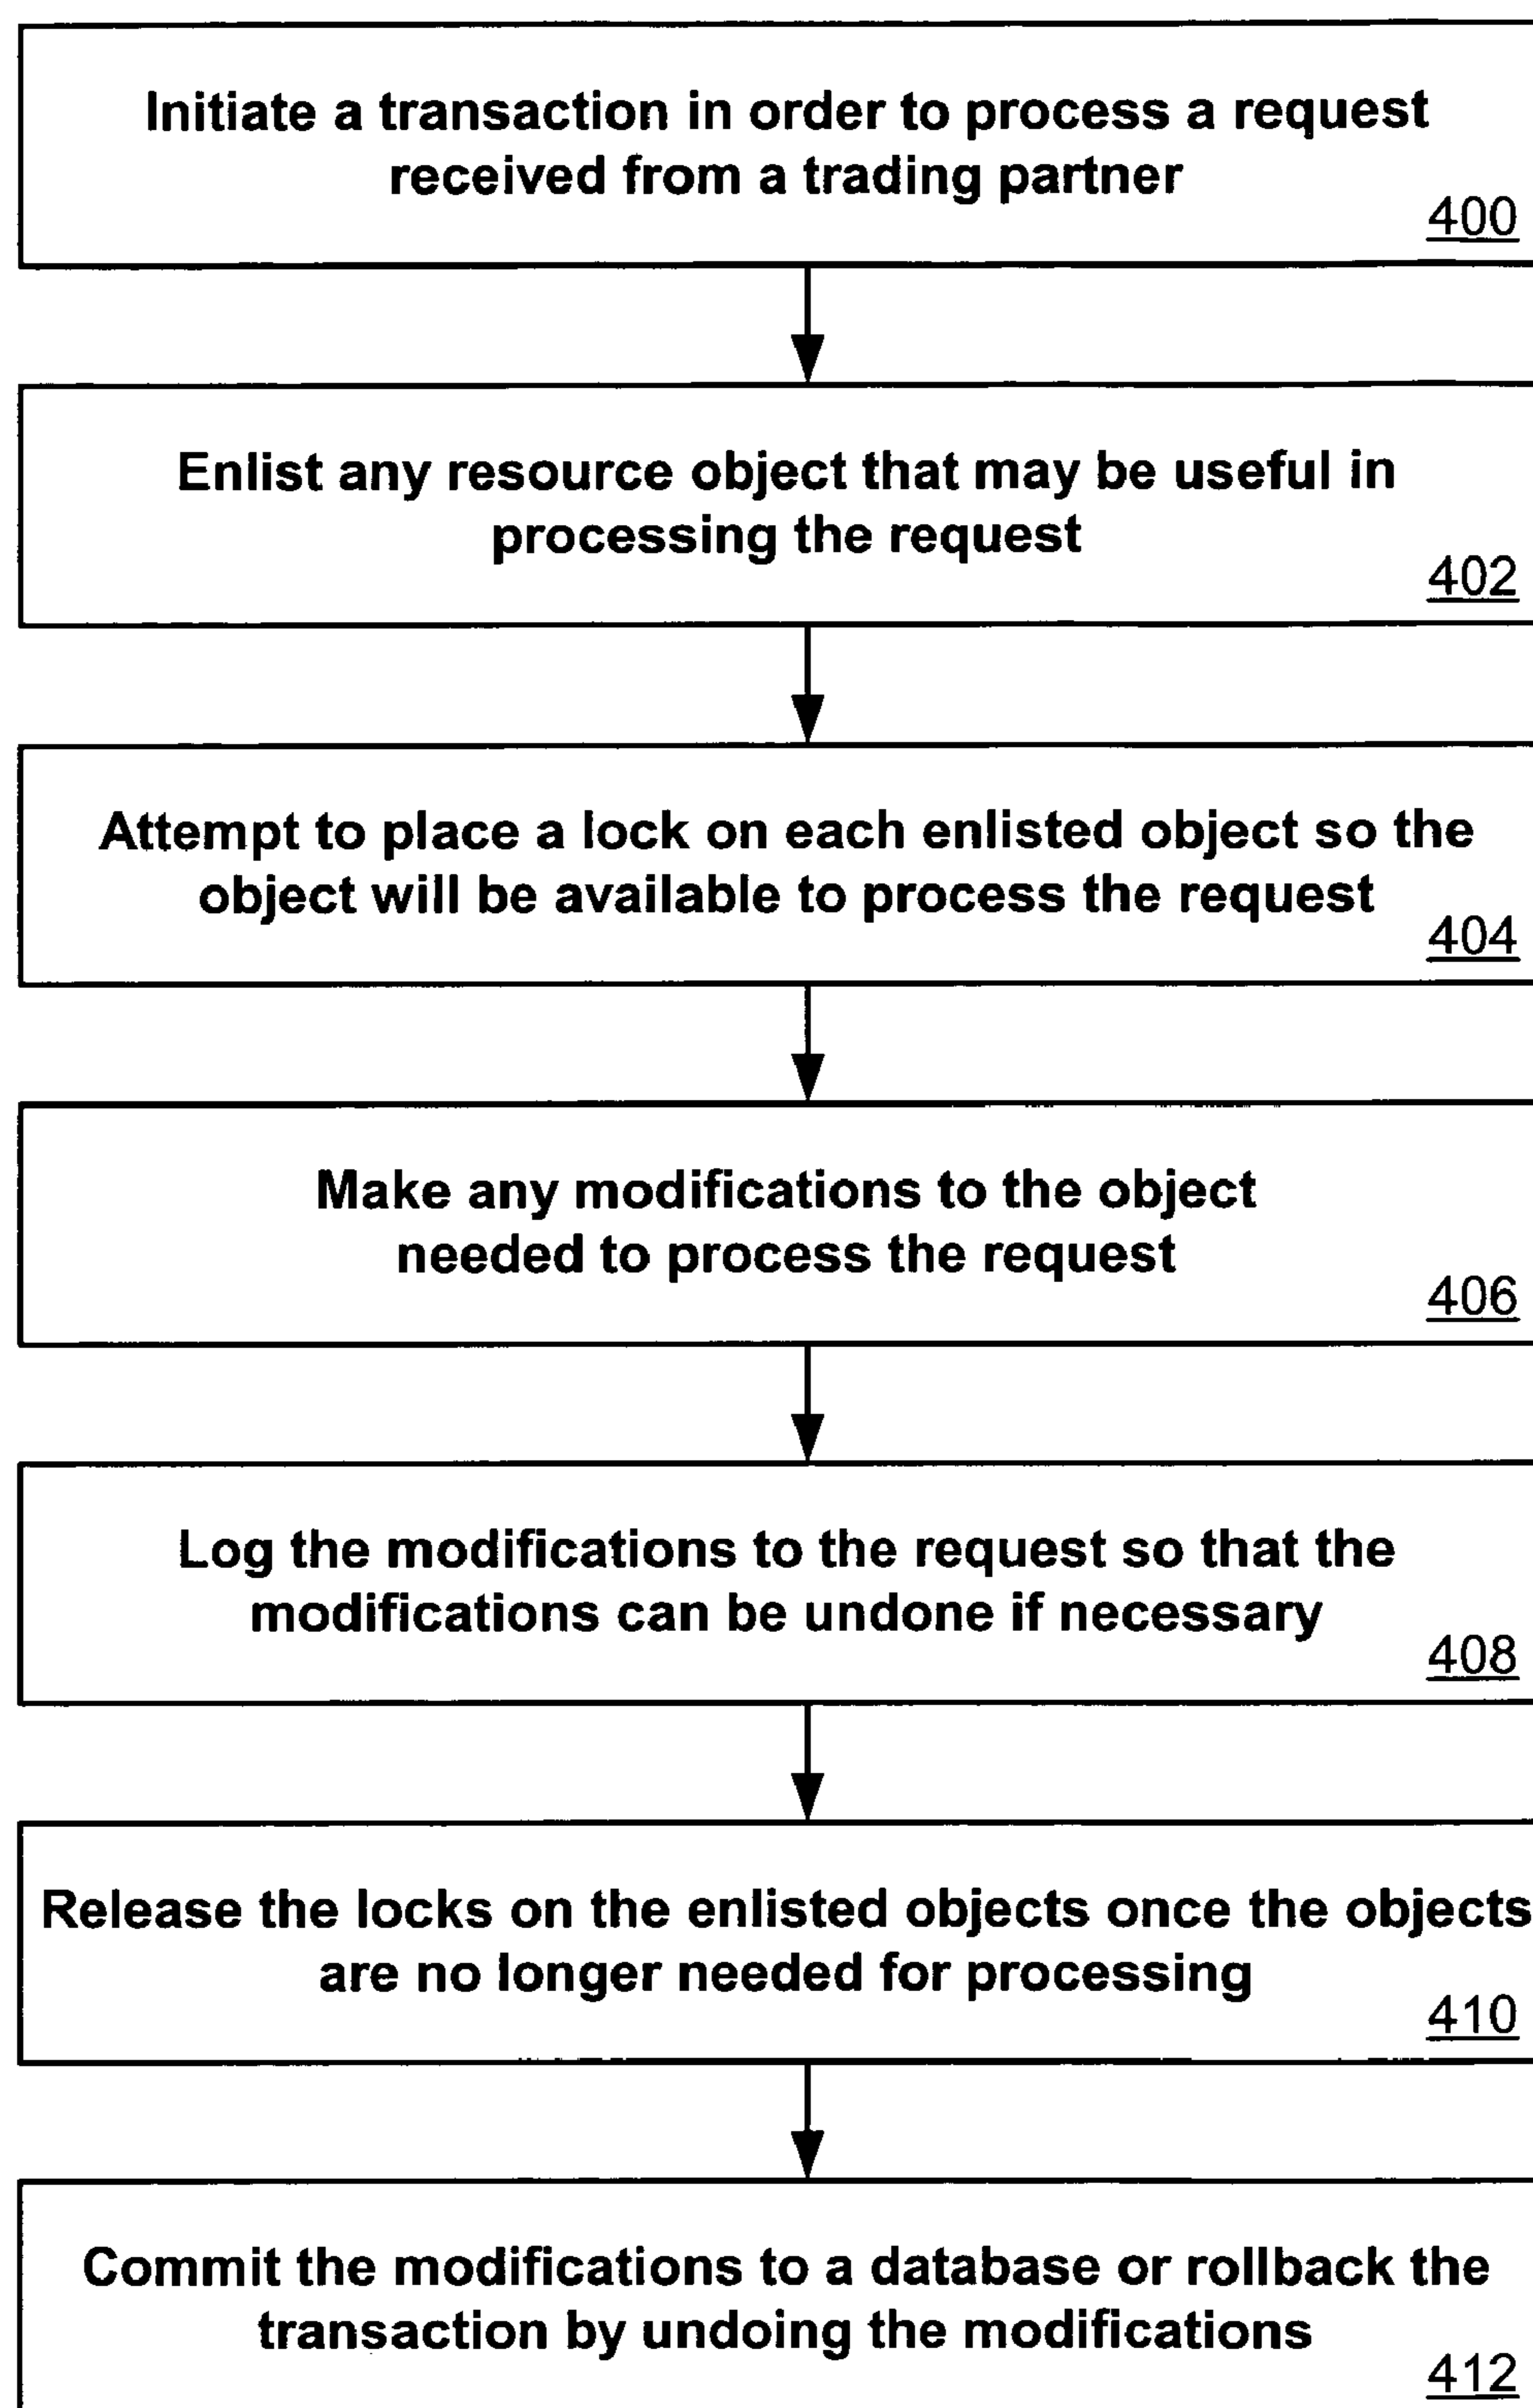 Initiate a transaction in order to process a request
received from a trading partner
400
Enlist any resource object that may be useful in
processing the request
402
Attempt to place a lock on each enlisted object so the
object will be available to process the request
404
Make any modifications to the object
needed to process the request
406
Log the modifications to the request so that the
modifications can be undone if necessary
408
Release the locks on the enlisted objects once the objects
are no longer needed for processing
410
Commit the modifications to a database or rollback the
transaction by undoing the modifications
412